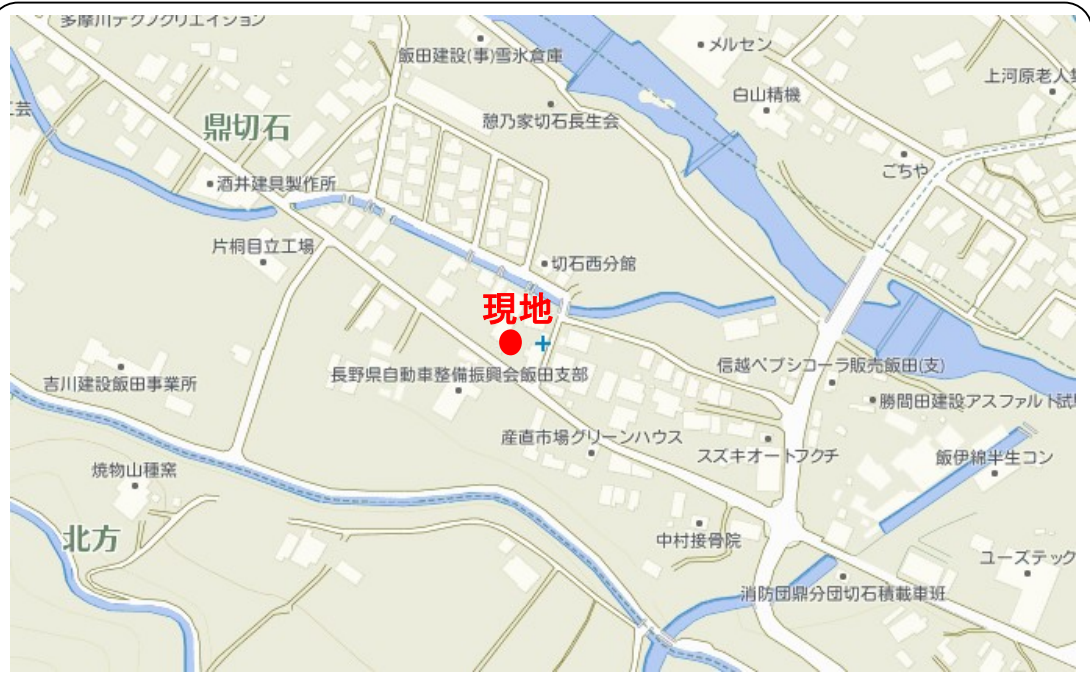 多摩川テクノクリエイション
飯田建設(事)雪氷倉庫
メルセン
上河原老人集
白山精機
芸
鼎切石
憩乃家切石長生会
ごちや
酒井建具製作所
片桐目立工場
切石西分館
現地
信越ペプシコーラ販売飯田(支)
長野県自動車整備振興会飯田支部
吉川建設飯田事業所
勝間田建設アスファルト試
産直市場グリーンハウス
スズキオートフクチ
飯伊綿半生コン
焼物山種窯
北方
中村接骨院
ユーズテック
消防団鼎分団切石積載車班